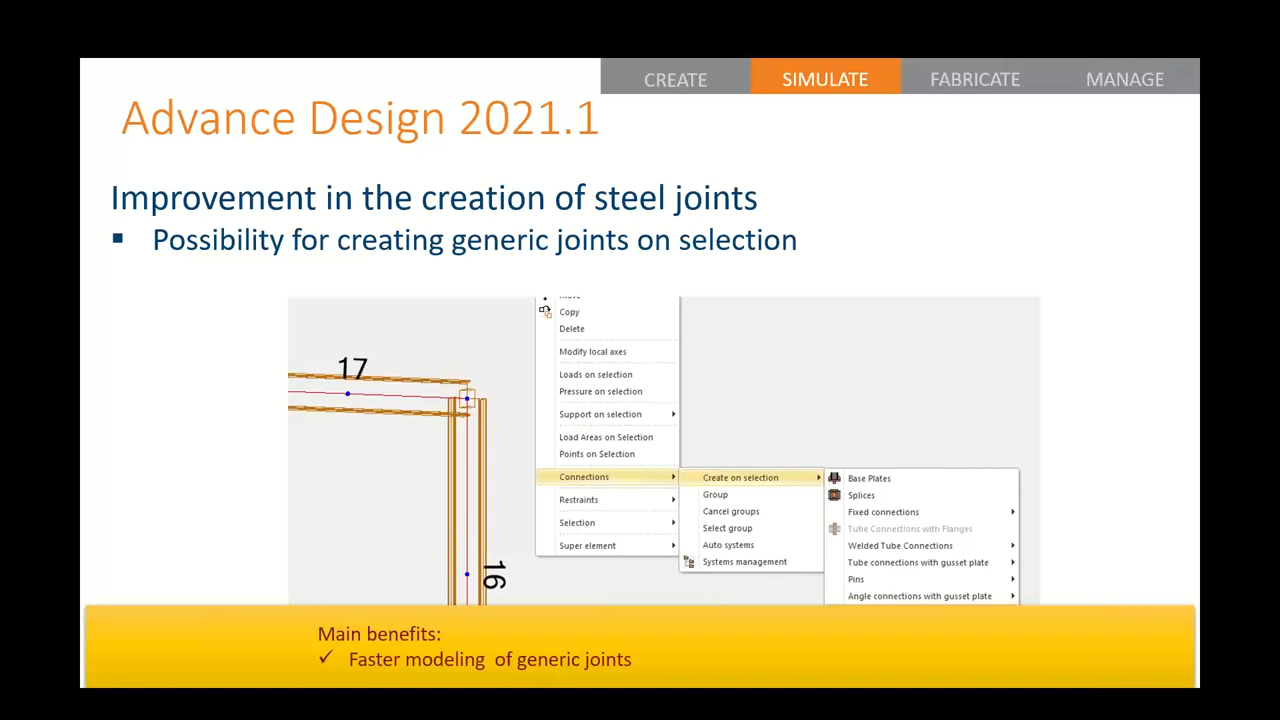 CREATE SIMULATE FABRICATE MANAGE
Advance Design 2021.1
Improvement in the creation of steel joints
▪ Possibility for creating generic joints on selection
17
16
Copy
Delete
Modify local axes
Loads on selection
Pressure on selection
Support on selection
Load Areas on Selection
Points on Selection
Connections
Restraints
Selection
Super element
Create on selection
Group
Cancel groups
Select group
Auto systems
Systems management
Base Plates
Splices
Fixed connections
Tube Connections with Flanges
Welded Tube Connections
Tube connections with gusset plate
Pins
Angle connections with gusset plate
Main benefits:
✓ Faster modeling of generic joints